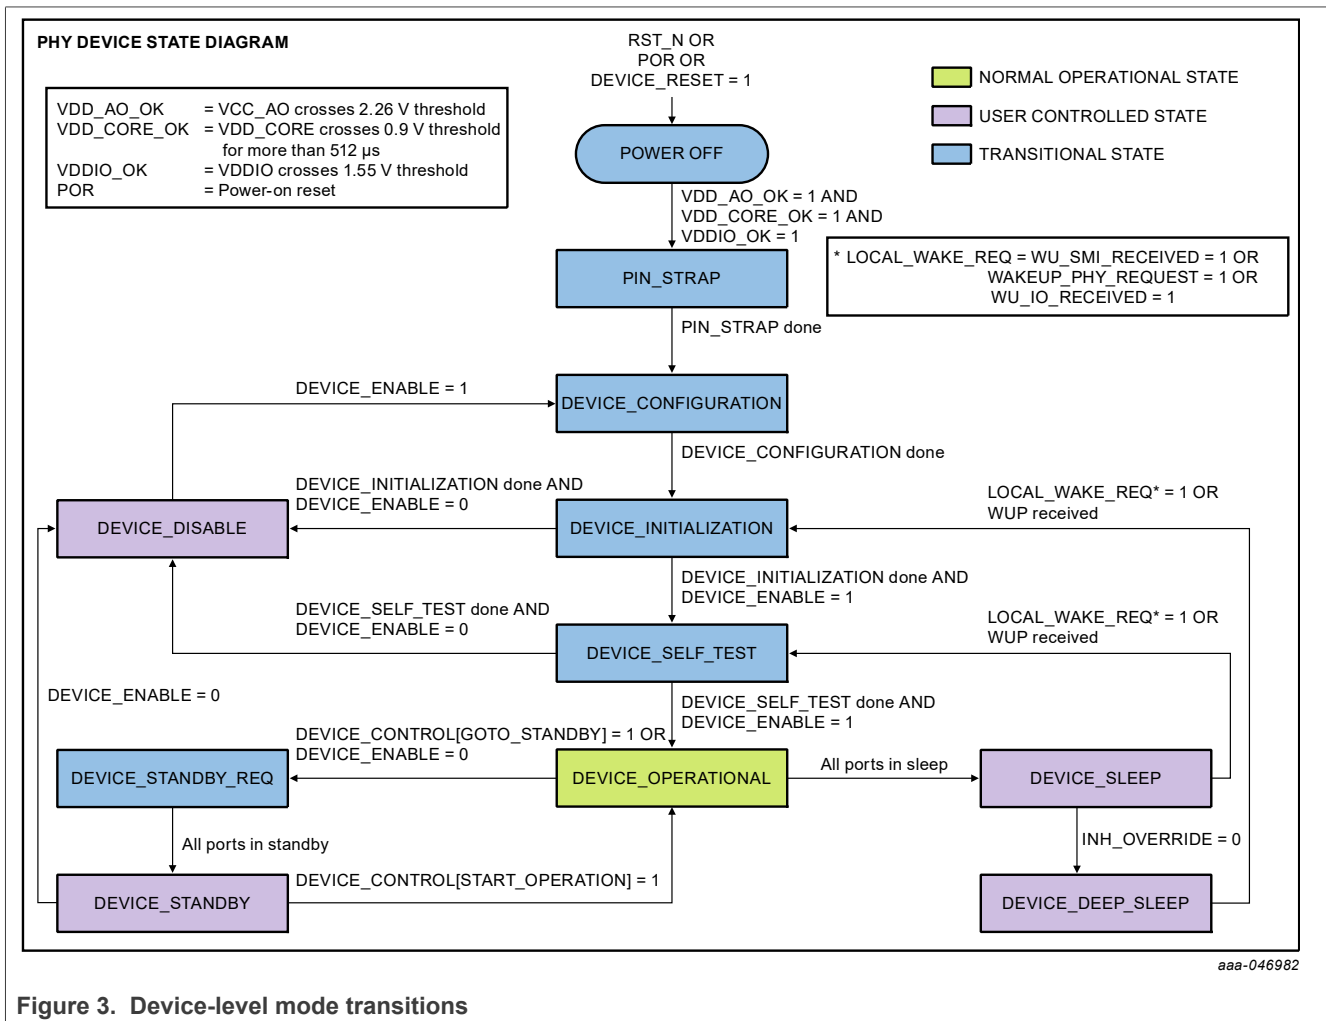 PHY DEVICE STATE DIAGRAM
RST_N OR
POR OR
DEVICE_RESET = 1
NORMAL OPERATIONAL STATE
USER CONTROLLED STATE
TRANSITIONAL STATE
VDD_AO_OK = VCC_AO crosses 2.26 V threshold
VDD_CORE_OK = VDD_CORE crosses 0.9 V threshold
for more than 512 µs
VDDIO_OK = VDDIO crosses 1.55 V threshold
POR = Power-on reset
POWER OFF
VDD_AO_OK = 1 AND
VDD_CORE_OK = 1 AND
VDDIO_OK = 1
* LOCAL_WAKE_REQ = WU_SMI_RECEIVED = 1 OR
WAKEUP_PHY_REQUEST = 1 OR
WU_IO_RECEIVED = 1
PIN_STRAP
PIN_STRAP done
DEVICE_ENABLE = 1
DEVICE_CONFIGURATION
DEVICE_CONFIGURATION done
DEVICE_INITIALIZATION done AND
DEVICE_ENABLE = 0
LOCAL_WAKE_REQ* = 1 OR
WUP received
DEVICE_DISABLE
DEVICE_INITIALIZATION
DEVICE_INITIALIZATION done AND
DEVICE_ENABLE = 1
DEVICE_SELF_TEST done AND
DEVICE_ENABLE = 0
LOCAL_WAKE_REQ* = 1 OR
WUP received
DEVICE_SELF_TEST
DEVICE_ENABLE = 0
DEVICE_SELF_TEST done AND
DEVICE_ENABLE = 1
DEVICE_CONTROL[GOTO_STANDBY] = 1 OR
DEVICE_ENABLE = 0
DEVICE_STANDBY_REQ
DEVICE_OPERATIONAL
All ports in sleep
DEVICE_SLEEP
All ports in standby
INH_OVERRIDE = 0
DEVICE_STANDBY
DEVICE_CONTROL[START_OPERATION] = 1
DEVICE_DEEP_SLEEP
aaa-046982
Figure 3. Device-level mode transitions